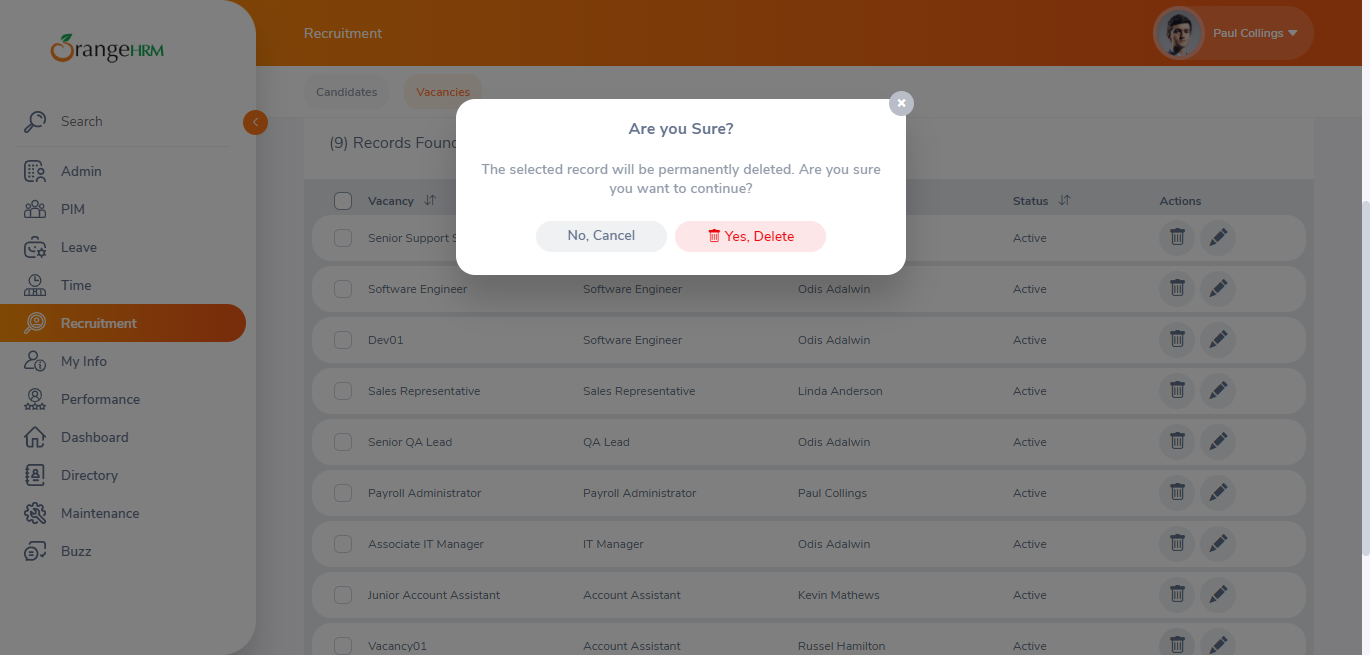 OrangeHRM
Search
Admin
PIM
Leave
Time
Recruitment
My Info
Performance
Dashboard
Directory
Maintenance
Buzz
Recruitment
Paul Collings
Candidates
Vacancies
(9) Records Found
Are you Sure?
The selected record will be permanently deleted. Are you sure
you want to continue?
No, Cancel
Yes, Delete
Vacancy Status Actions
Senior Support Active
Software Engineer Software Engineer Odis Adalwin Active
Dev01 Software Engineer Odis Adalwin Active
Sales Representative Sales Representative Linda Anderson Active
Senior QA Lead QA Lead Odis Adalwin Active
Payroll Administrator Payroll Administrator Paul Collings Active
Associate IT Manager IT Manager Odis Adalwin Active
Junior Account Assistant Account Assistant Kevin Mathews Active
Vacancy01 Account Assistant Russel Hamilton Active